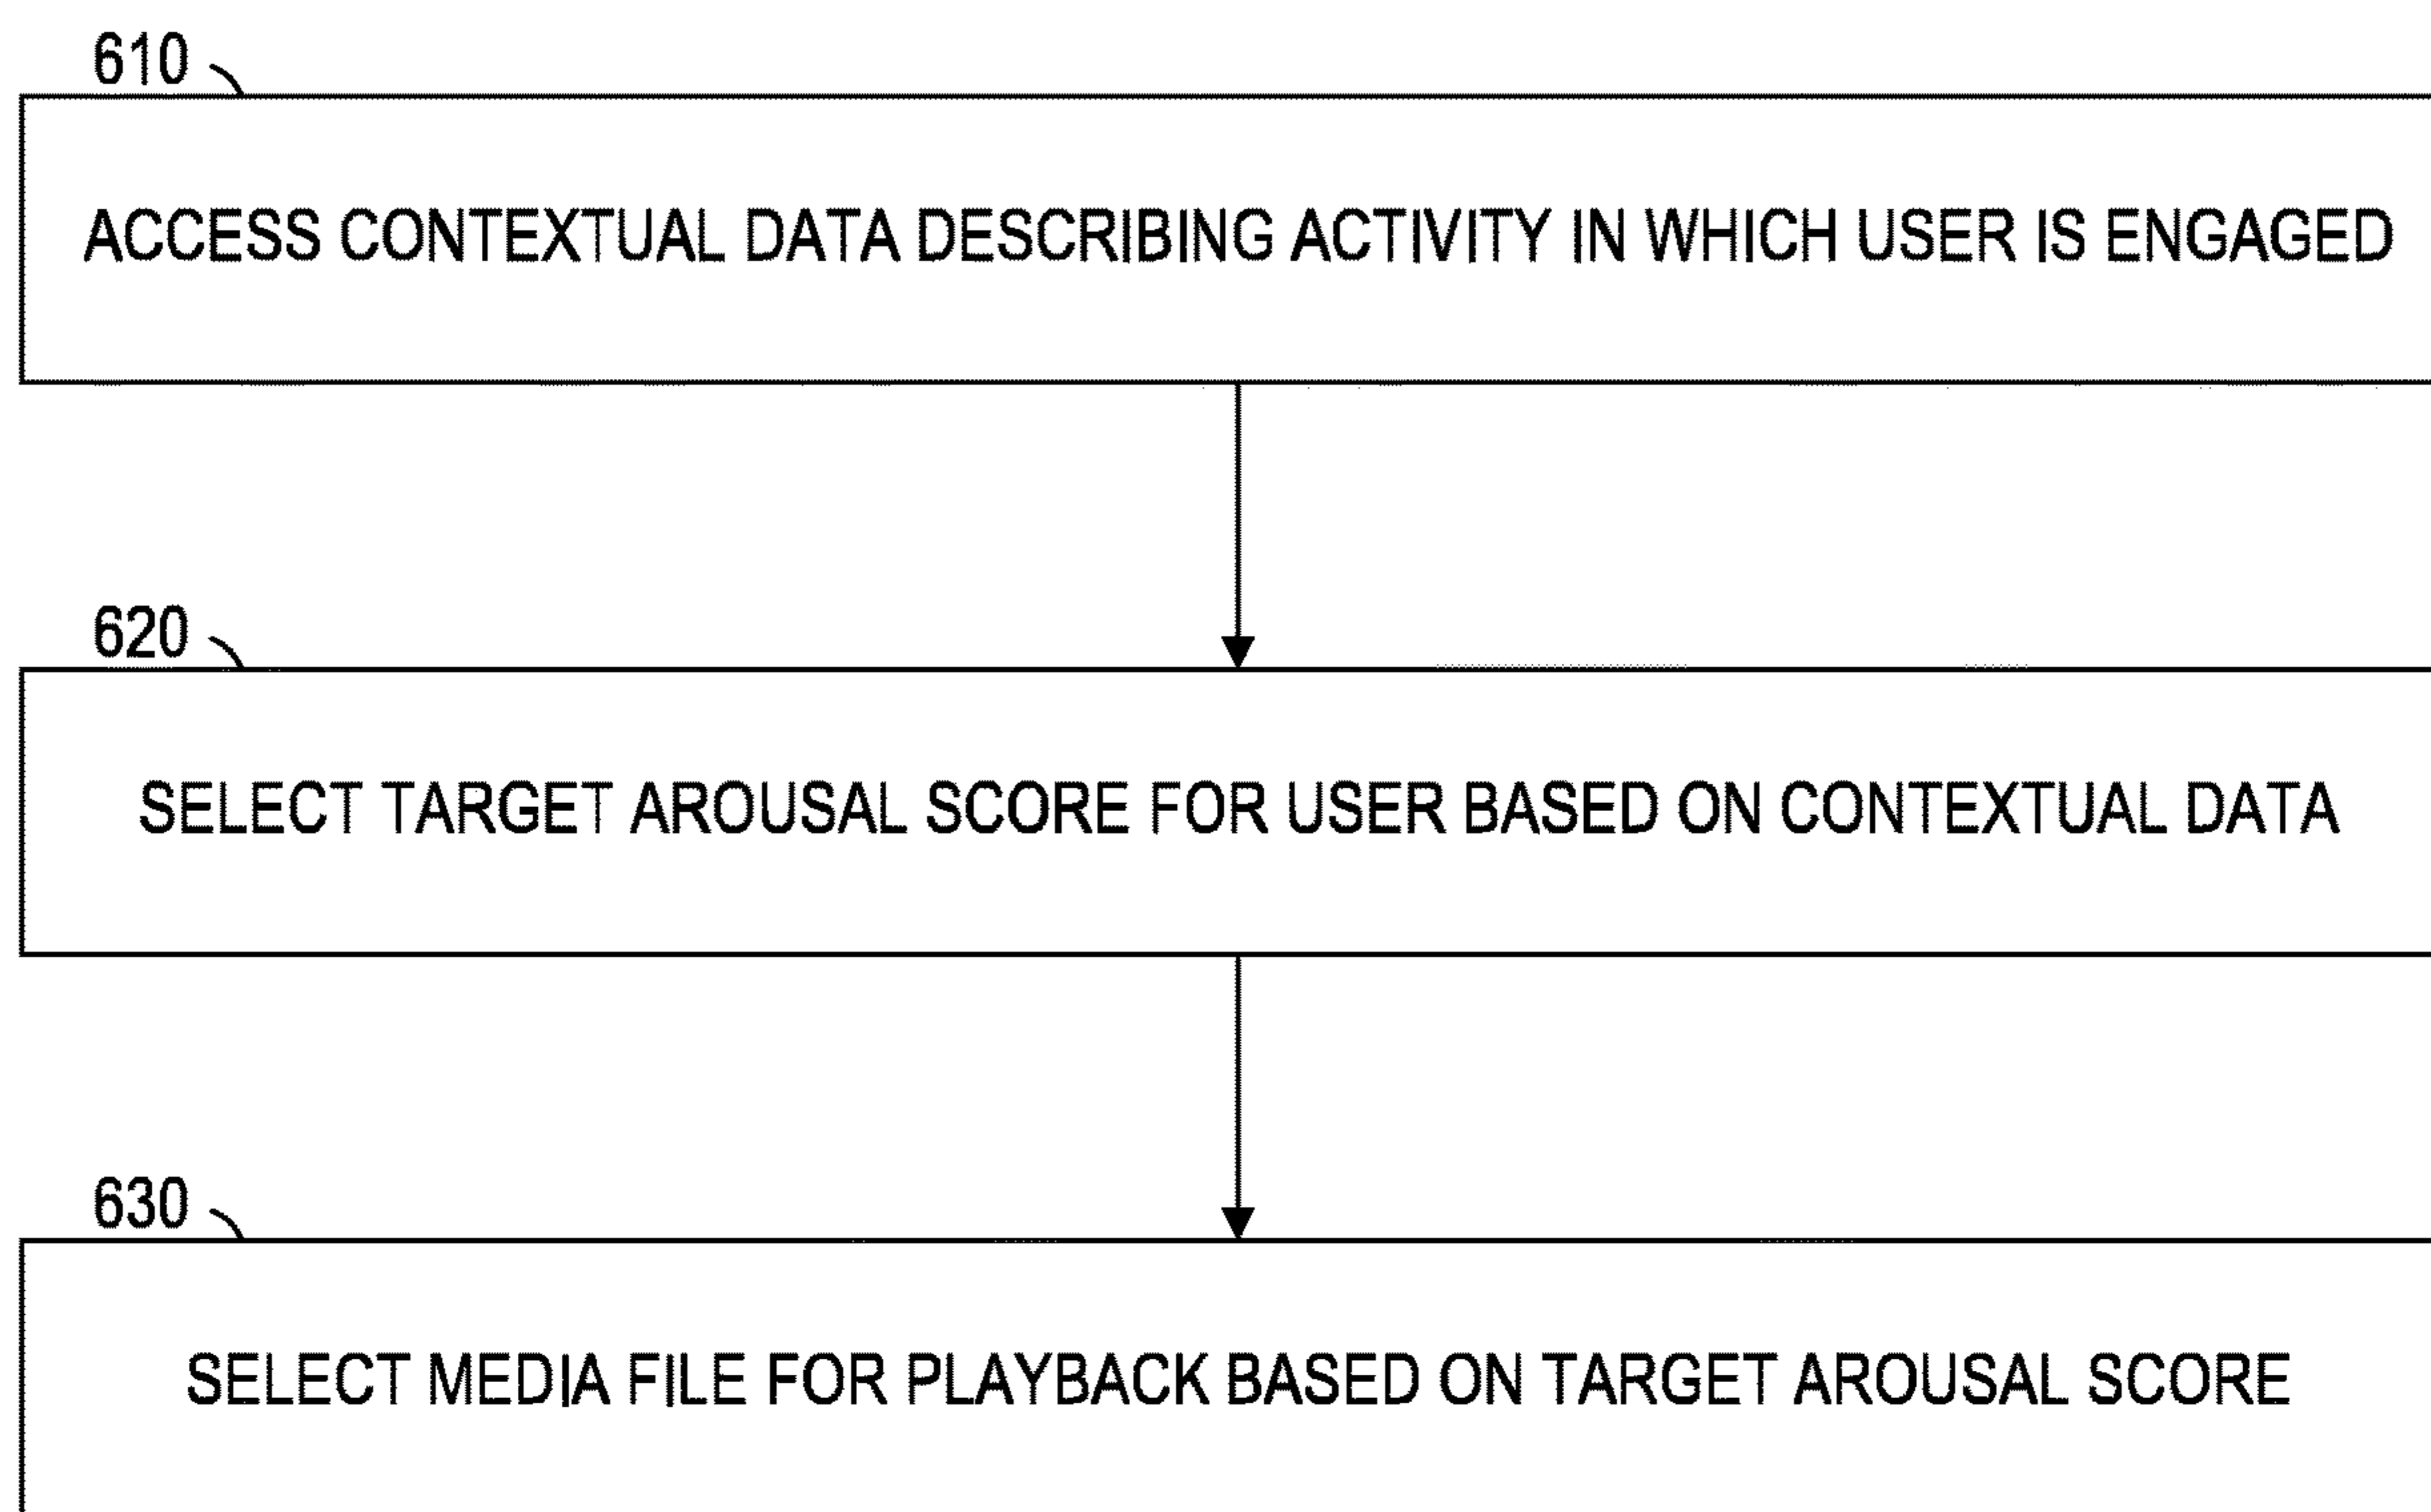 610
ACCESS CONTEXTUAL DATA DESCRIBING ACTIVITY IN WHICH USER IS ENGAGED
620
SELECT TARGET AROUSAL SCORE FOR USER BASED ON CONTEXTUAL DATA
630
SELECT MEDIA FILE FOR PLAYBACK BASED ON TARGET AROUSAL SCORE